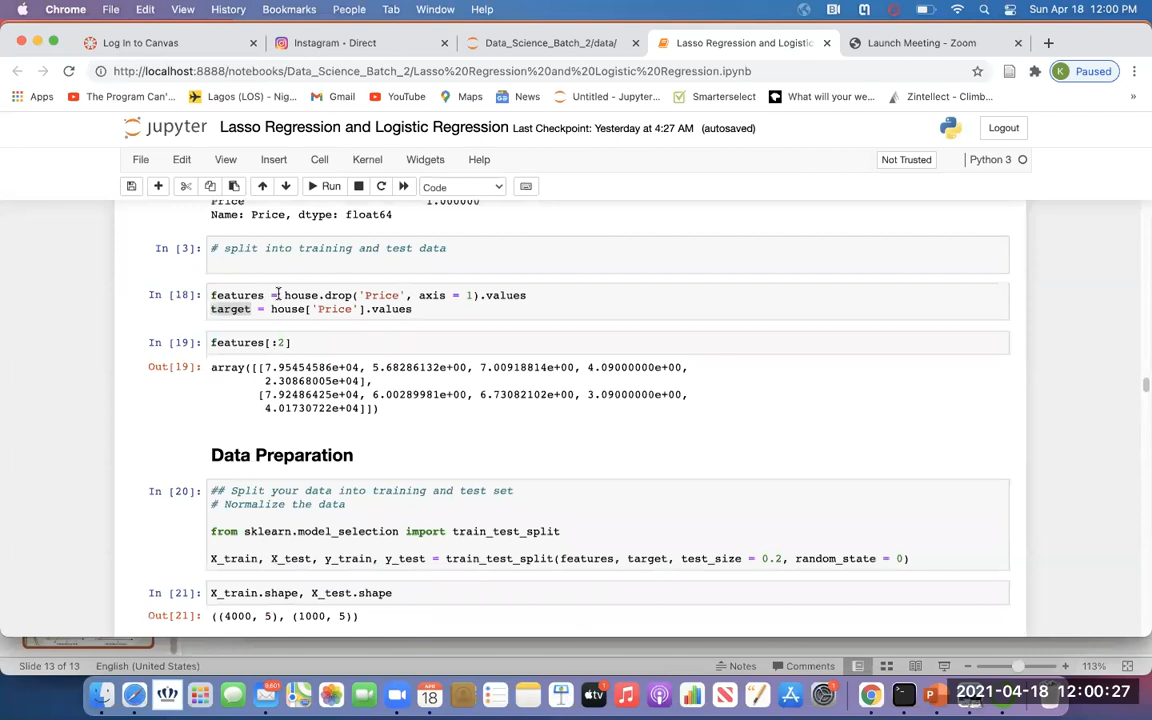 Chrome File Edit View History Bookmarks People Tab Window Help Sun Apr 18 12:00 PM
Log In to Canvas Instagram • Direct Data_Science_Batch_2/data/ Lasso Regression and Logistic Launch Meeting - Zoom
http://localhost:8888/notebooks/Data_Science_Batch_2/Lasso%20Regression%20and%20Logistic%20Regression.ipynb K Paused
Apps The Program Can'... Lagos (LOS) – Nig... Gmail YouTube Maps News Untitled - Jupyter... Smarterselect What will your we... Zintellect - Climb... »
jupyter Lasso Regression and Logistic Regression Last Checkpoint: Yesterday at 4:27 AM (autosaved) Logout
File Edit View Insert Cell Kernel Widgets Help Not Trusted Python 3
Run Code
Price 1.000000
Name: Price, dtype: float64
In [3]: # split into training and test data
In [18]: features = house.drop('Price', axis = 1).values
target = house['Price'].values
In [19]: features[:2]
Out[19]: array([[7.95454586e+04, 5.68286132e+00, 7.00918814e+00, 4.09000000e+00,
2.30868005e+04],
[7.92486425e+04, 6.00289981e+00, 6.73082102e+00, 3.09000000e+00,
4.01730722e+04]])
Data Preparation
In [20]: ## Split your data into training and test set
# Normalize the data
from sklearn.model_selection import train_test_split
X_train, X_test, y_train, y_test = train_test_split(features, target, test_size = 0.2, random_state = 0)
In [21]: X_train.shape, X_test.shape
Out[21]: ((4000, 5), (1000, 5))
Slide 13 of 13 English (United States) Notes Comments 113%
2021-04-18 12:00:27